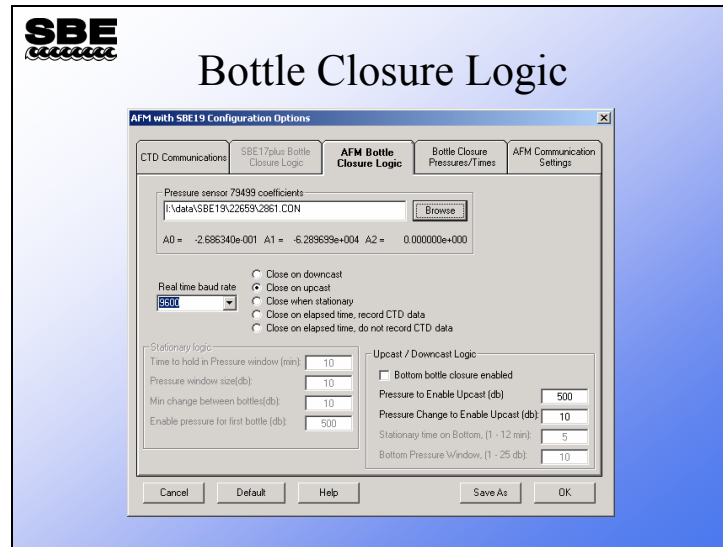 SBE
Bottle Closure Logic
AFM with SBE19 Configuration Options
CTD Communications
SBE17plus Bottle
Closure Logic
AFM Bottle
Closure Logic
Bottle Closure
Pressures/Times
AFM Communication
Settings
Pressure sensor 79499 coefficients
I:\data\SBE19\22659\2861.CON
Browse
A0 = -2.686340e-001 A1 = -6.289699e+004 A2 = 0.000000e+000
Real time baud rate
9600
Close on downcast
Close on upcast
Close when stationary
Close on elapsed time, record CTD data
Close on elapsed time, do not record CTD data
Stationary logic
Time to hold in Pressure window (min): 10
Pressure window size(db): 10
Min change between bottles(db): 10
Enable pressure for first bottle (db): 500
Upcast / Downcast Logic
Bottom bottle closure enabled
Pressure to Enable Upcast (db) 500
Pressure Change to Enable Upcast (db): 10
Stationary time on Bottom, (1 - 12 min): 5
Bottom Pressure Window, (1 - 25 db): 10
Cancel
Default
Help
Save As
OK